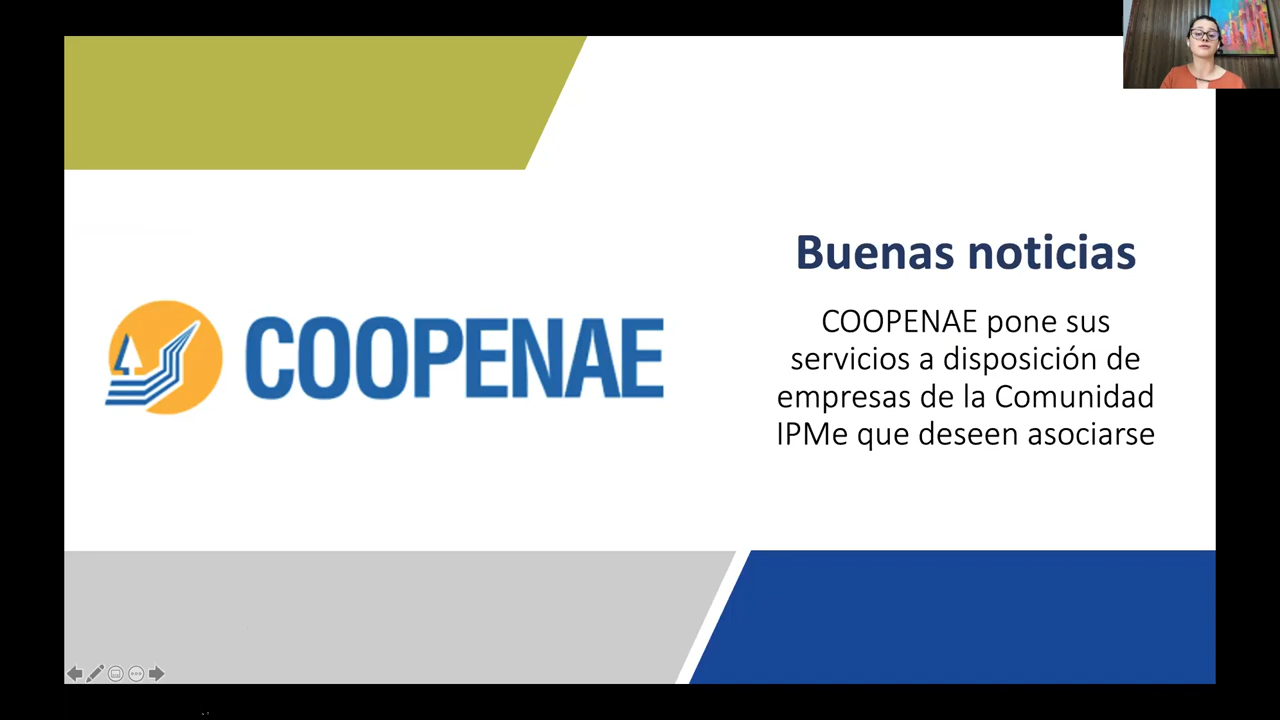 COOPENAE
Buenas noticias
COOPENAE pone sus
servicios a disposición de
empresas de la Comunidad
IPMe que deseen asociarse